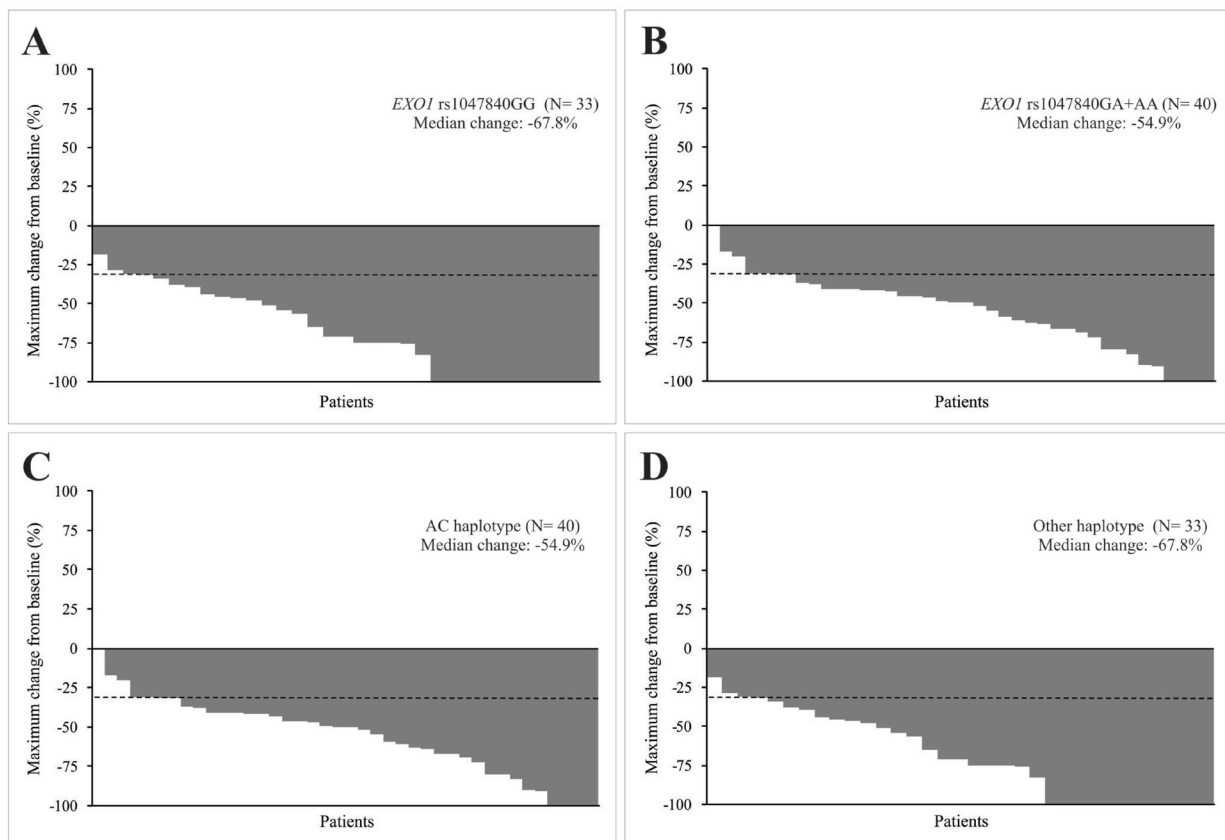 A
Maximum change from baseline (%)
100
75
50
25
0
-25
-50
-75
-100
EXO1 rs1047840GG (N= 33)
Median change: -67.8%
Patients
B
Maximum change from baseline (%)
100
75
50
25
0
-25
-50
-75
-100
EXO1 rs1047840GA+AA (N= 40)
Median change: -54.9%
Patients
C
Maximum change from baseline (%)
100
75
50
25
0
-25
-50
-75
-100
AC haplotype (N= 40)
Median change: -54.9%
Patients
D
Maximum change from baseline (%)
100
75
50
25
0
-25
-50
-75
-100
Other haplotype (N= 33)
Median change: -67.8%
Patients